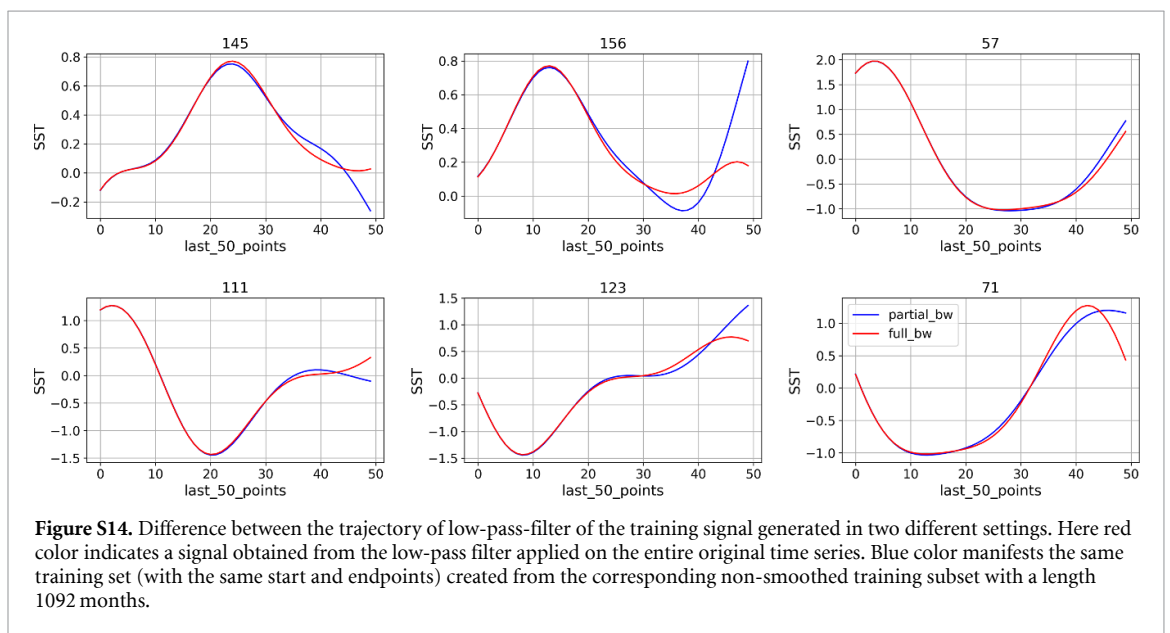 145
0.8
0.6
0.4
0.2
0.0
−0.2
SST
0 10 20 30 40 50
last_50_points
156
0.8
0.6
0.4
0.2
0.0
SST
0 10 20 30 40 50
last_50_points
57
2.0
1.5
1.0
0.5
0.0
−0.5
−1.0
SST
0 10 20 30 40 50
last_50_points
111
1.0
0.5
0.0
−0.5
−1.0
−1.5
SST
0 10 20 30 40 50
last_50_points
123
1.5
1.0
0.5
0.0
−0.5
−1.0
−1.5
SST
0 10 20 30 40 50
last_50_points
71
partial_bw
full_bw
1.0
0.5
0.0
−0.5
−1.0
SST
0 10 20 30 40 50
last_50_points
Figure S14. Difference between the trajectory of low-pass-filter of the training signal generated in two different settings. Here red
color indicates a signal obtained from the low-pass filter applied on the entire original time series. Blue color manifests the same
training set (with the same start and endpoints) created from the corresponding non-smoothed training subset with a length
1092 months.